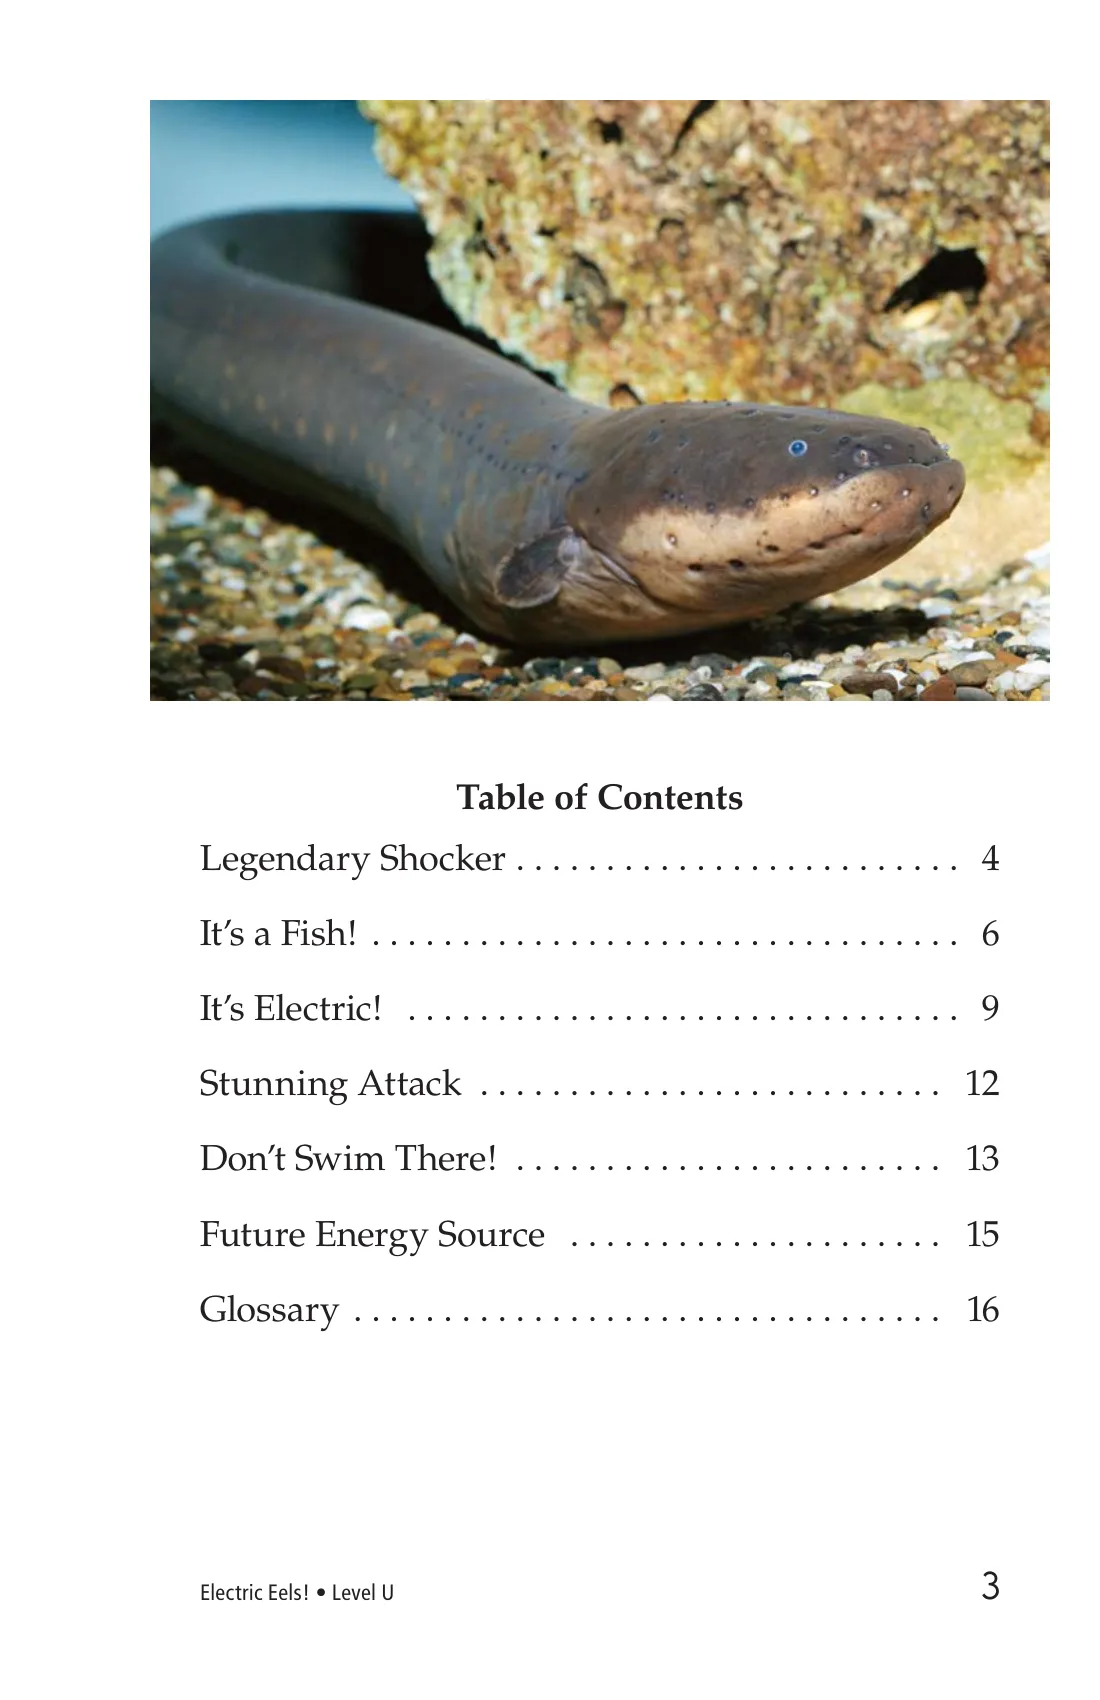 Table of Contents
Legendary Shocker . . . . . . . . . . . . . . . . . . . . . . . . . 4
It’s a Fish! . . . . . . . . . . . . . . . . . . . . . . . . . . . . . . . . . 6
It’s Electric! . . . . . . . . . . . . . . . . . . . . . . . . . . . . . . . 9
Stunning Attack . . . . . . . . . . . . . . . . . . . . . . . . . . 12
Don’t Swim There! . . . . . . . . . . . . . . . . . . . . . . . . 13
Future Energy Source . . . . . . . . . . . . . . . . . . . . . 15
Glossary . . . . . . . . . . . . . . . . . . . . . . . . . . . . . . . . . 16
Electric Eels! • Level U 3